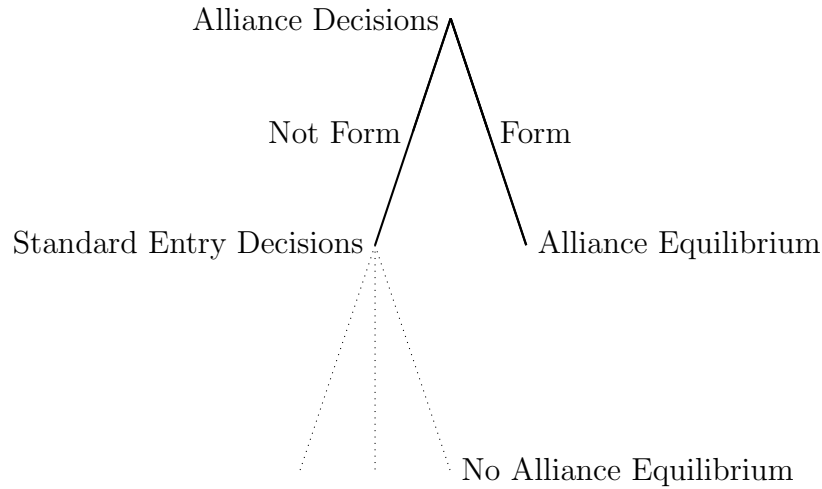 Alliance Decisions
Not Form
Form
Standard Entry Decisions
Alliance Equilibrium
No Alliance Equilibrium